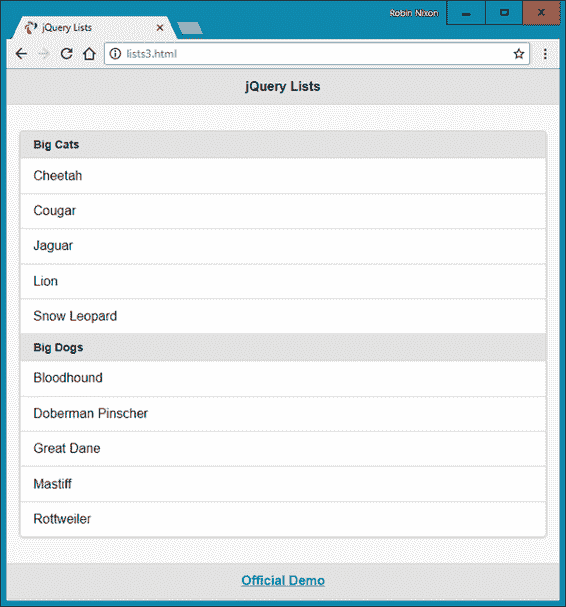 Robin Nixon
jQuery Lists
lists3.html
jQuery Lists
Big Cats
Cheetah
Cougar
Jaguar
Lion
Snow Leopard
Big Dogs
Bloodhound
Doberman Pinscher
Great Dane
Mastiff
Rottweiler
Official Demo